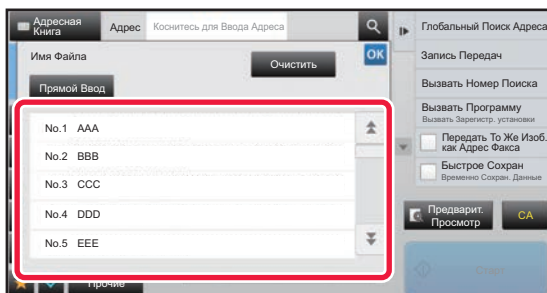 Адресная
Книга
Адрес
Коснитесь для Ввода Адреса
Имя Файла
Очистить
OK
Прямой Ввод
No.1 AAA
No.2 BBB
No.3 CCC
No.4 DDD
No.5 EEE
Прочие
Глобальный Поиск Адреса
Запись Передач
Вызвать Номер Поиска
Вызвать Программу
Вызвать Зарегистр. установки
Передать То Же Изоб.
как Адрес Факса
Быстрое Сохран
Временно Сохран. Данные
Предварит.
Просмотр
CA